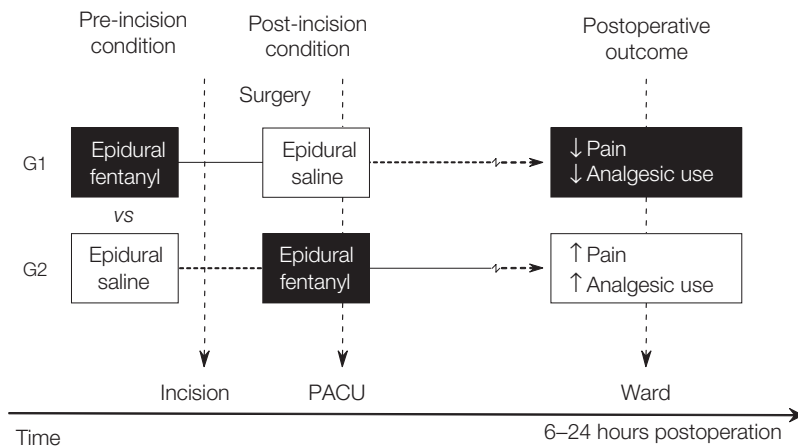 Pre-incision
condition
Post-incision
condition
Postoperative
outcome
Surgery
G1
Epidural
fentanyl
Epidural
saline
↓ Pain
↓ Analgesic use
vs
G2
Epidural
saline
Epidural
fentanyl
↑ Pain
↑ Analgesic use
Incision
PACU
Ward
Time
6–24 hours postoperation